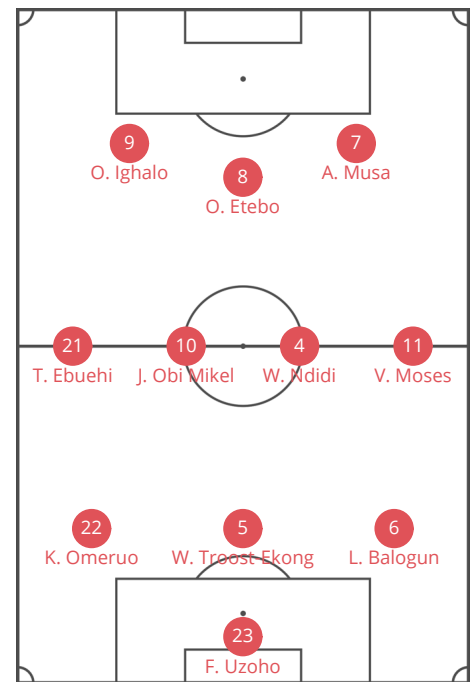 9
O. Ighalo
7
A. Musa
8
O. Etebo
21
T. Ebuehi
10
J. Obi Mikel
4
W. Ndidi
11
V. Moses
22
K. Omeruo
5
W. Troost-Ekong
6
L. Balogun
23
F. Uzoho